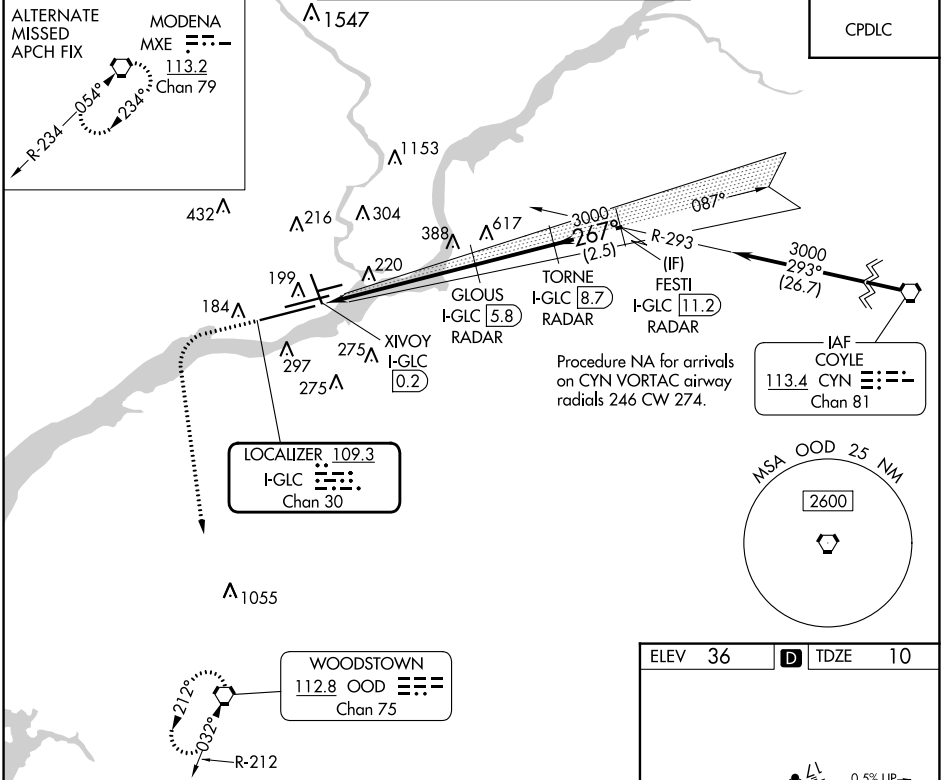 ALTERNATE
MISSED
APCH FIX
MODENA
MXE
113.2
Chan 79
054°
234°
R-234
1547
CPDLC
1153
432
216
304
388
617
199
220
184
297
275
275
3000
267°
(2.5)
087°
R-293
3000
293°
(26.7)
GLOUS
I-GLC 5.8
RADAR
TORNE
I-GLC 8.7
RADAR
(IF)
FESTI
I-GLC 11.2
RADAR
XIVOY
I-GLC
0.2
Procedure NA for arrivals
on CYN VORTAC airway
radials 246 CW 274.
IAF
COYLE
113.4 CYN
Chan 81
LOCALIZER 109.3
I-GLC
Chan 30
MSA OOD 25 NM
2600
1055
WOODSTOWN
112.8 OOD
Chan 75
212°
032°
R-212
ELEV 36 D TDZE 10
17
0.5% UP